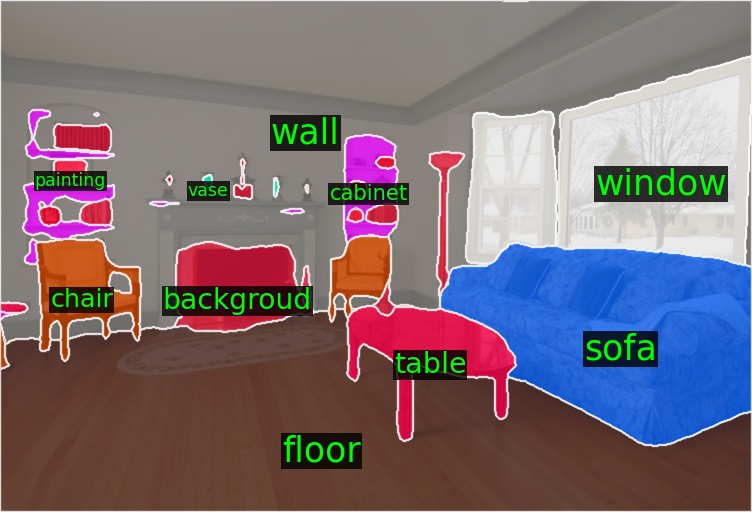 wall
painting
vase
cabinet
window
chair
backgroud
sofa
table
floor